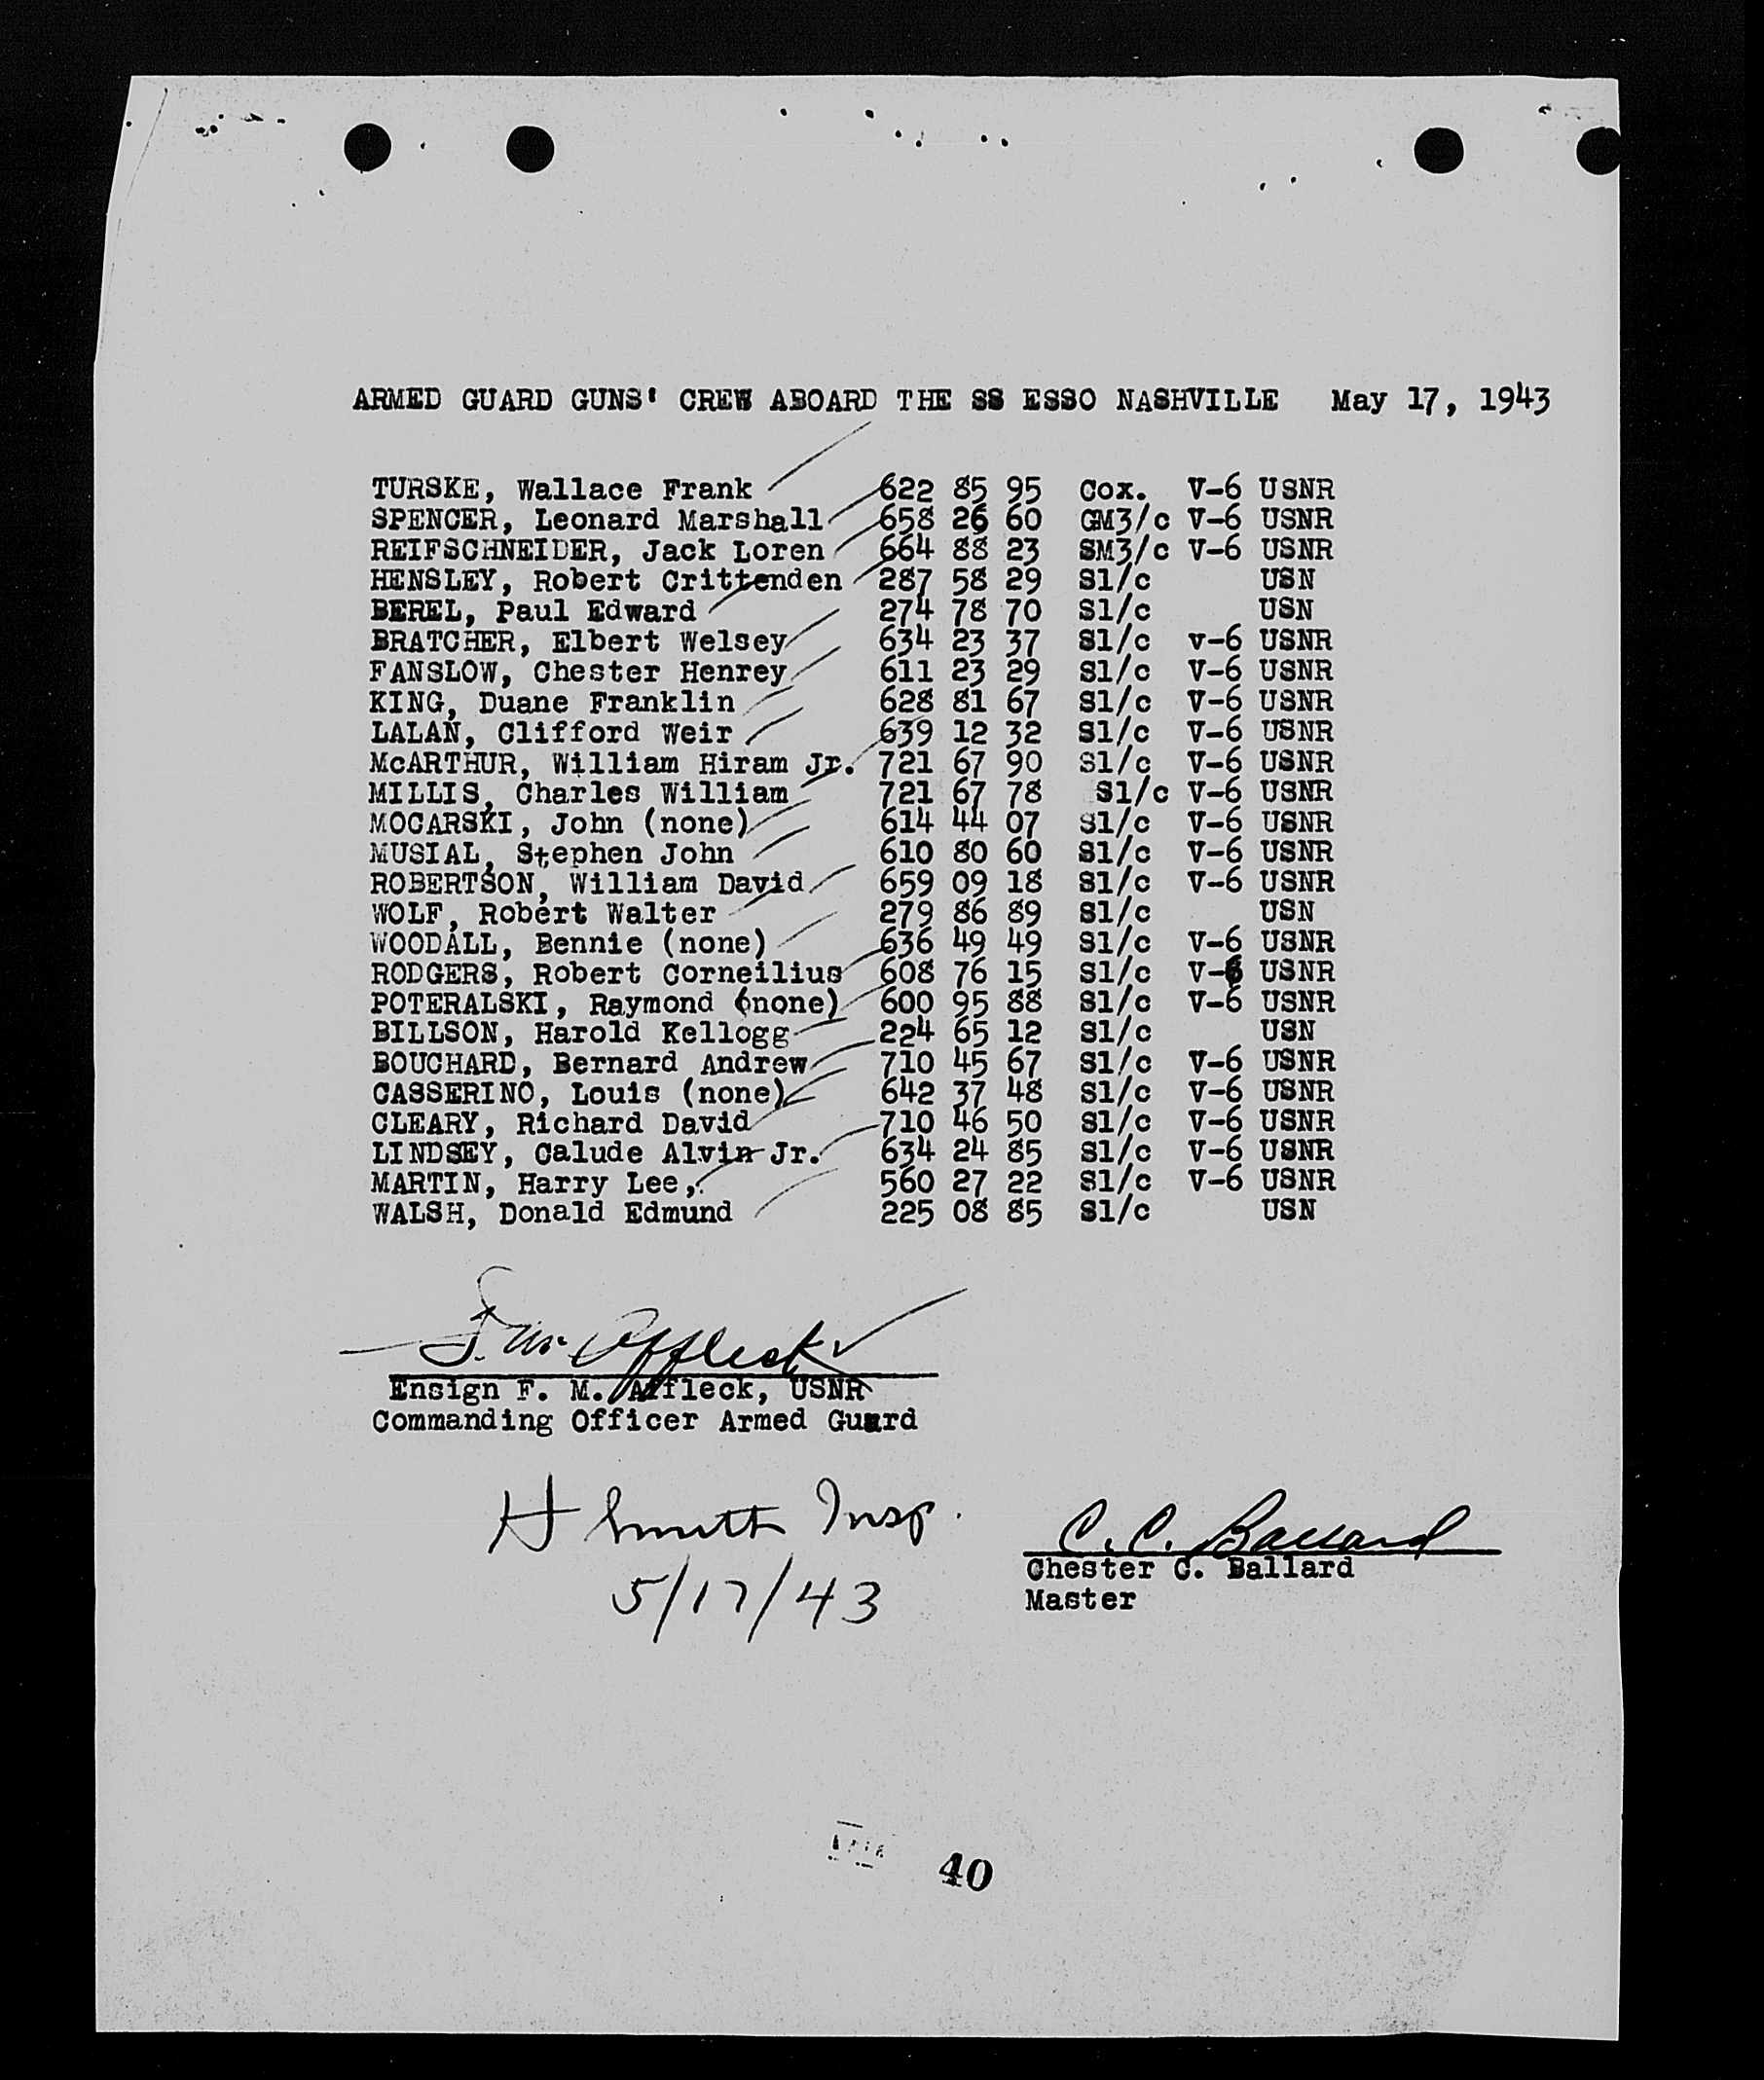 ARMED GUARD GUNS' CREW ABOARD THE SS ESSO NASHVILLE May 17, 1943
TURSKE, Wallace Frank 622 85 95 Cox. V-6 USNR
SPENCER, Leonard Marshall 658 26 60 GM3/c V-6 USNR
REIFSCHNEIDER, Jack Loren 664 88 23 SM3/c V-6 USNR
HENSLEY, Robert Crittenden 287 58 29 S1/c USN
BEREL, Paul Edward 274 78 70 S1/c USN
BRATCHER, Elbert Welsey 634 23 37 S1/c v-6 USNR
FANSLOW, Chester Henrey 611 23 29 S1/c V-6 USNR
KING, Duane Franklin 628 81 67 S1/c V-6 USNR
LALAN, Clifford Weir 639 12 32 S1/c V-6 USNR
McARTHUR, William Hiram Jr. 721 67 90 S1/c V-6 USNR
MILLIS, Charles William 721 67 78 S1/c V-6 USNR
MOCARSKI, John (none) 614 44 07 S1/c V-6 USNR
MUSIAL, Stephen John 610 80 60 S1/c V-6 USNR
ROBERTSON, William David 659 09 18 S1/c V-6 USNR
WOLF, Robert Walter 279 86 89 S1/c USN
WOODALL, Bennie (none) 636 49 49 S1/c V-6 USNR
RODGERS, Robert Corneilius 608 76 15 S1/c V-6 USNR
POTERALSKI, Raymond (none) 600 95 88 S1/c V-6 USNR
BILLSON, Harold Kellogg 224 65 12 S1/c USN
BOUCHARD, Bernard Andrew 710 45 67 S1/c V-6 USNR
CASSERINO, Louis (none) 642 37 48 S1/c V-6 USNR
CLEARY, Richard David 710 46 50 S1/c V-6 USNR
LINDSEY, Calude Alvin Jr. 634 24 85 S1/c V-6 USNR
MARTIN, Harry Lee, 560 27 22 S1/c V-6 USNR
WALSH, Donald Edmund 225 08 85 S1/c USN
F. M. Affleck
Ensign F. M. Affleck, USNR
Commanding Officer Armed Guard
H Smith Insp.
5/17/43
C. C. Ballard
Chester C. Ballard
Master
40